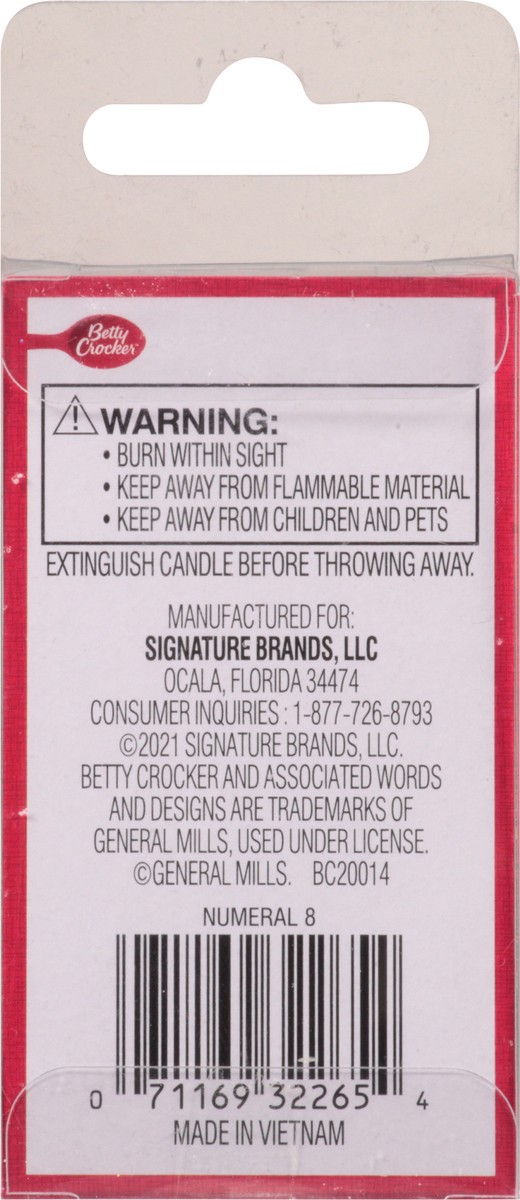 Betty
Crocker™
WARNING:
• BURN WITHIN SIGHT
• KEEP AWAY FROM FLAMMABLE MATERIAL
• KEEP AWAY FROM CHILDREN AND PETS
EXTINGUISH CANDLE BEFORE THROWING AWAY.
MANUFACTURED FOR:
SIGNATURE BRANDS, LLC
OCALA, FLORIDA 34474
CONSUMER INQUIRIES : 1-877-726-8793
©2021 SIGNATURE BRANDS, LLC.
BETTY CROCKER AND ASSOCIATED WORDS
AND DESIGNS ARE TRADEMARKS OF
GENERAL MILLS, USED UNDER LICENSE.
©GENERAL MILLS. BC20014
NUMERAL 8
0 71169 32265 4
MADE IN VIETNAM